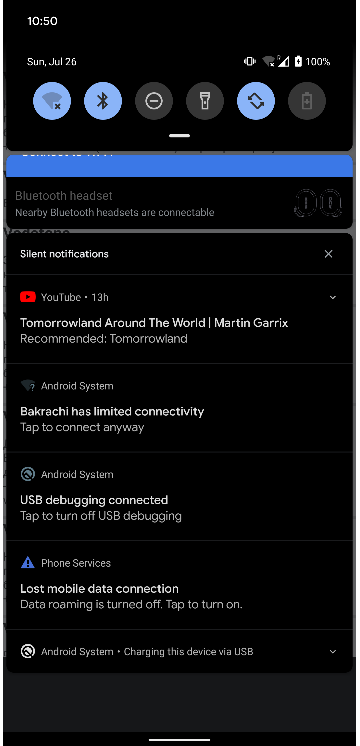 10:50
Sun, Jul 26
100%
Bluetooth headset
Nearby Bluetooth headsets are connectable
Silent notifications
YouTube • 13h
Tomorrowland Around The World | Martin Garrix
Recommended: Tomorrowland
Android System
Bakrachi has limited connectivity
Tap to connect anyway
Android System
USB debugging connected
Tap to turn off USB debugging
Phone Services
Lost mobile data connection
Data roaming is turned off. Tap to turn on.
Android System • Charging this device via USB